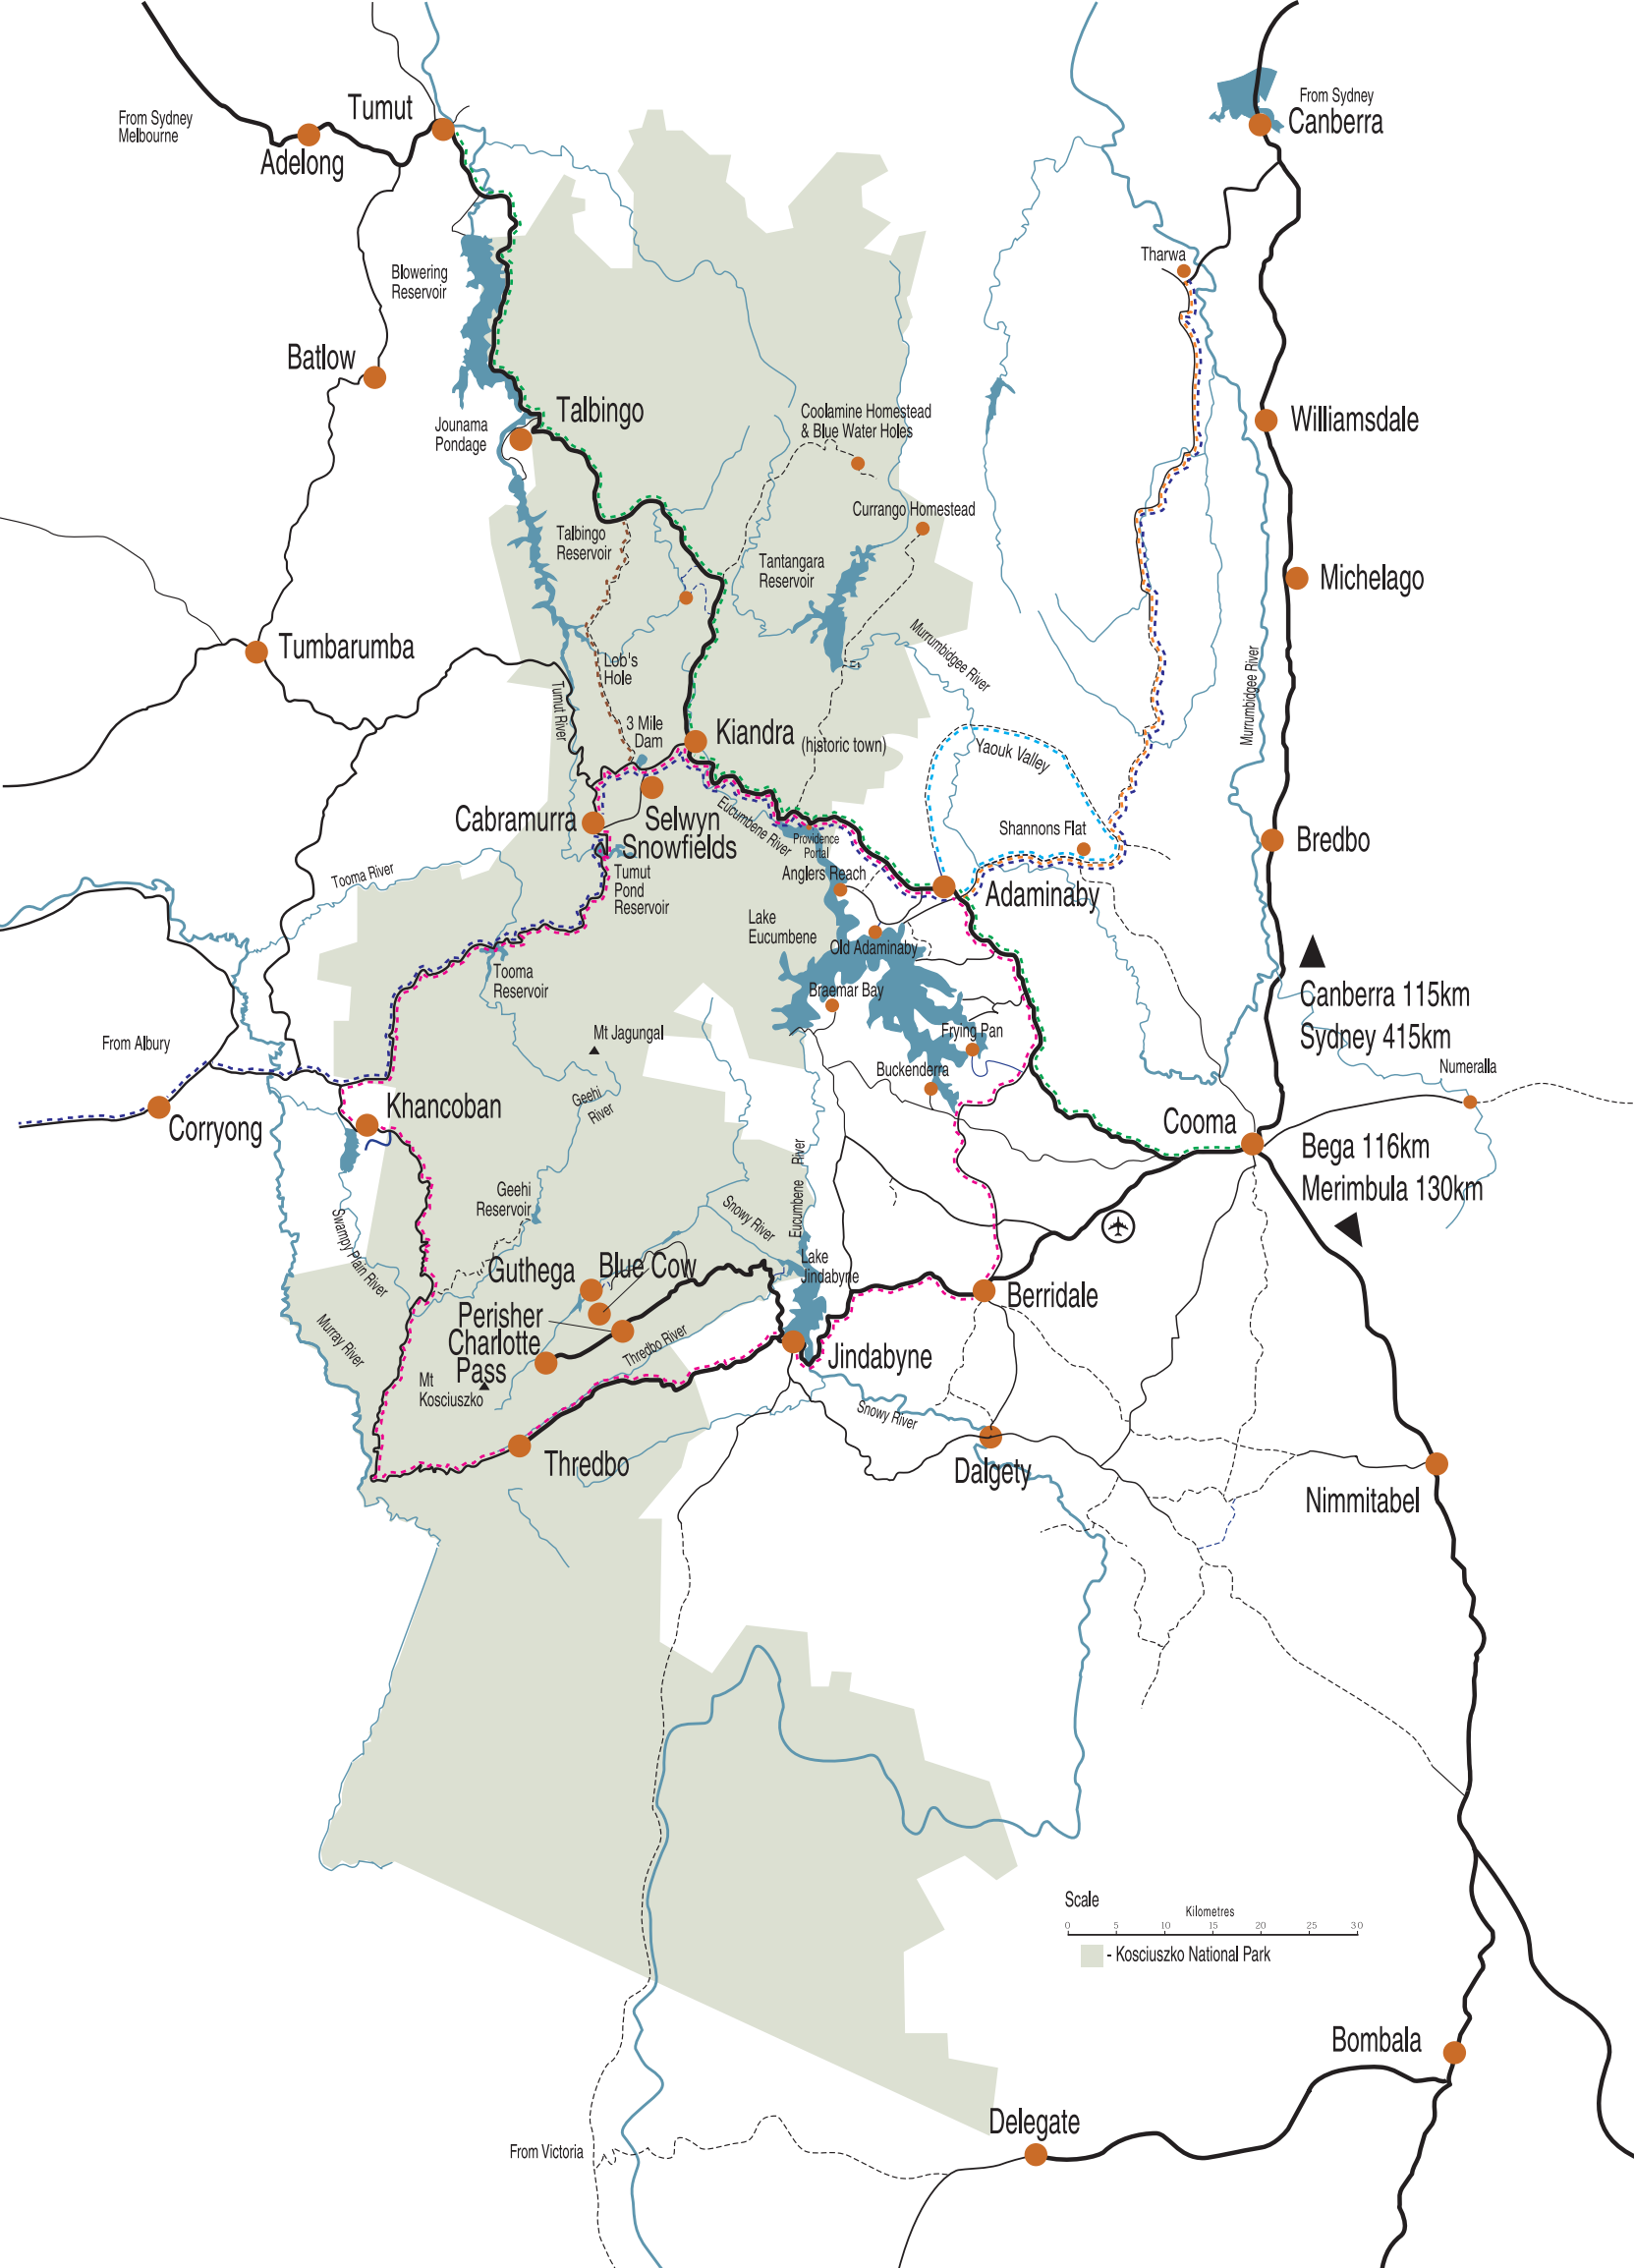 From Sydney
Canberra
Tumut
From Sydney
Melbourne
Adelong
Tharwa
Blowering
Reservoir
Batlow
Talbingo
Coolamine Homestead
& Blue Water Holes
Williamsdale
Jounama
Pondage
Currango Homestead
Talbingo
Reservoir
Tantangara
Reservoir
Michelago
Tumbarumba
Murrumbidgee River
Murrumbidgee River
Lob's
Hole
Tumut River
3 Mile
Dam
Kiandra
(historic town)
Yaouk Valley
Cabramurra
Selwyn
Snowfields
Eucumbene River
Providence
Portal
Shannons Flat
Bredbo
Tooma River
Tumut
Pond
Reservoir
Anglers Reach
Adaminaby
Lake
Eucumbene
Old Adaminaby
Tooma
Reservoir
Braemar Bay
Canberra 115km
Sydney 415km
From Albury
Mt Jagungal
Frying Pan
Buckenderra
Numeralla
Geehi
River
Khancoban
Corryong
Cooma
Bega 116km
Merimbula 130km
Eucumbene River
Geehi
Reservoir
Snowy River
Swampy Plain River
Guthega
Blue Cow
Lake
Jindabyne
Berridale
Perisher
Charlotte
Pass
Murray River
Thredbo River
Jindabyne
Mt
Kosciuszko
Snowy River
Thredbo
Dalgety
Nimmitabel
Scale
Kilometres
0 5 10 15 20 25 30
- Kosciuszko National Park
Bombala
Delegate
From Victoria